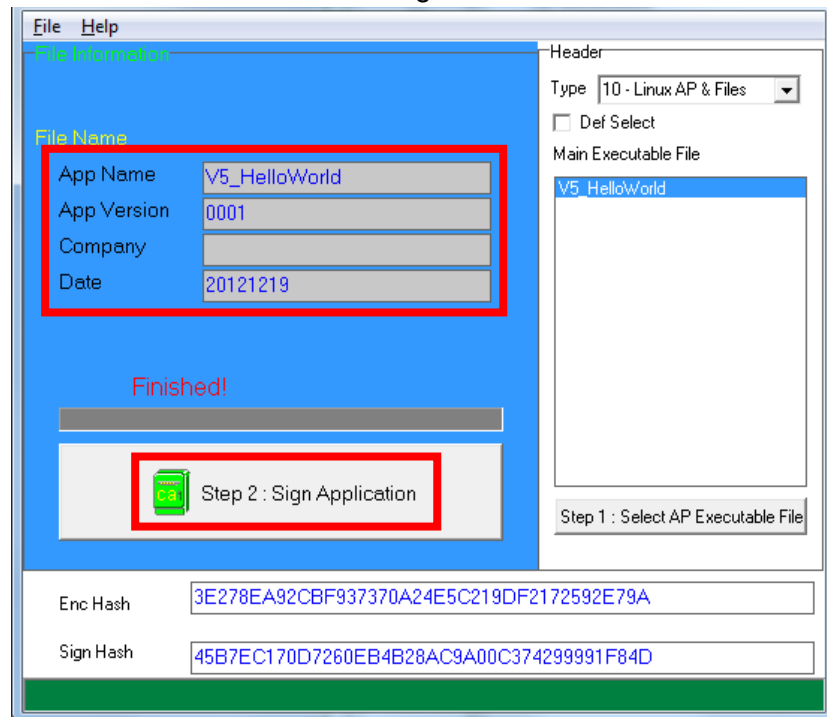 File Help
File Information
File Name
App Name V5_HelloWorld
App Version 0001
Company
Date 20121219
Finished!
ca
Step 2 : Sign Application
Header
Type 10 - Linux AP & Files
Def Select
Main Executable File
V5_HelloWorld
Step 1 : Select AP Executable File
Enc Hash 3E278EA92CBF937370A24E5C219DF2172592E79A
Sign Hash 45B7EC170D7260EB4B28AC9A00C374299991F84D